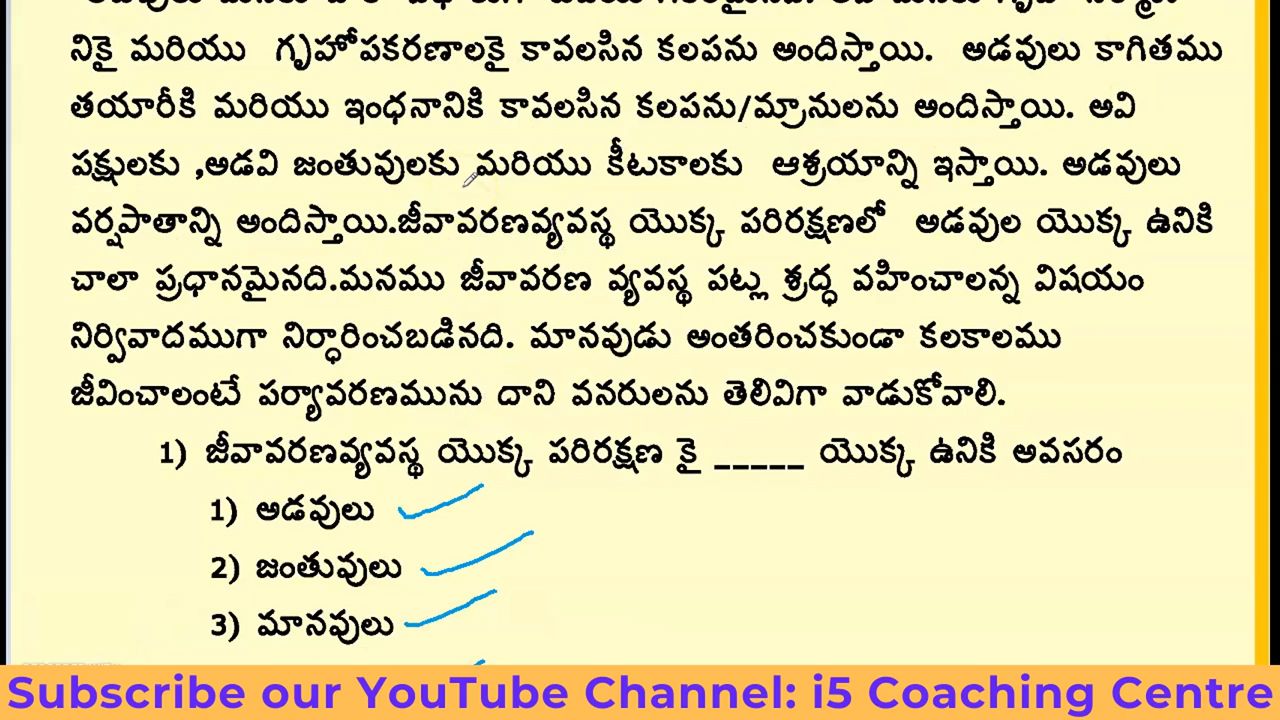 నికై మరియు గృహోపకరణాలకై కావలసిన కలపను అందిస్తాయి. అడవులు కాగితము
తయారీకి మరియు ఇంధనానికి కావలసిన కలపను/మ్రానులను అందిస్తాయి. అవి
పక్షులకు ,అడవి జంతువులకు మరియు కీటుకాలకు ఆశ్రయాన్ని ఇస్తాయి. అడవులు
వర్షపాతాన్ని అందిస్తాయి.జీవావరణవ్యవస్థ యొక్క పరిరక్షణలో అడవుల యొక్క ఉనికి
చాలా ప్రధానమైనది.మనము జీవావరణ వ్యవస్థ పట్ల శ్రద్ధ వహించాలన్న విషయం
నిర్వివాదముగా నిర్ధారించబడినది. మానవుడు అంతరించకుండా కలకాలము
జీవించాలంటే పర్యావరణమును దాని వనరులను తెలివిగా వాడుకోవాలి.
1) జీవావరణవ్యవస్థ యొక్క పరిరక్షణ కై _____ యొక్క ఉనికి అవసరం
1) అడవులు
2) జంతువులు
3) మానవులు
Subscribe our YouTube Channel: i5 Coaching Centre